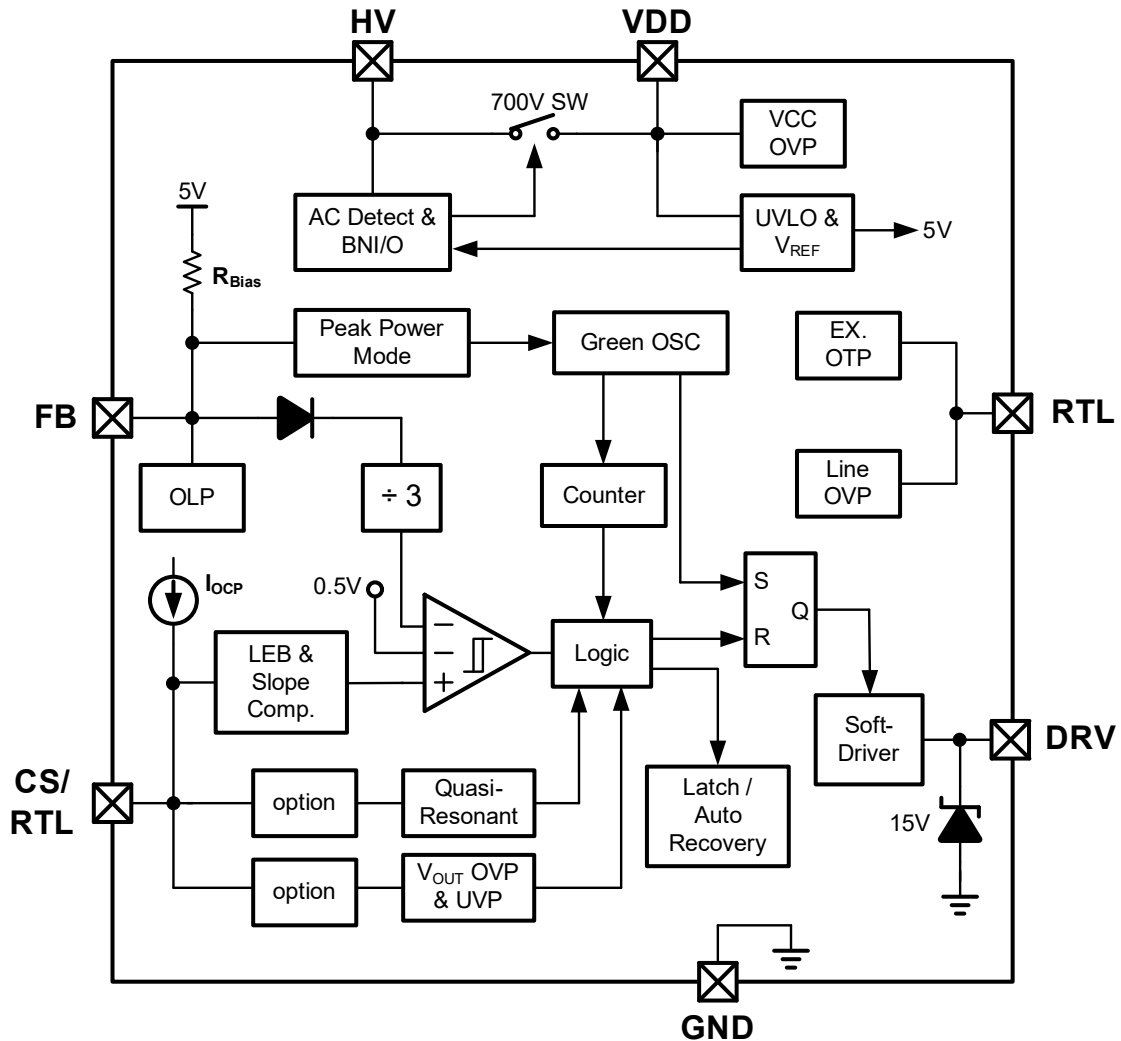 HV
VDD
700V SW
VCC
OVP
5V
AC Detect &
BNI/O
UVLO &
VREF
5V
RBias
Peak Power
Mode
Green OSC
EX.
OTP
FB
RTL
OLP
÷ 3
Counter
Line
OVP
IOCP
0.5V
S
R
Q
−
−
+
LEB &
Slope
Comp.
Logic
Soft-
Driver
DRV
CS/
RTL
option
Quasi-
Resonant
Latch /
Auto
Recovery
15V
option
VOUT OVP
& UVP
GND